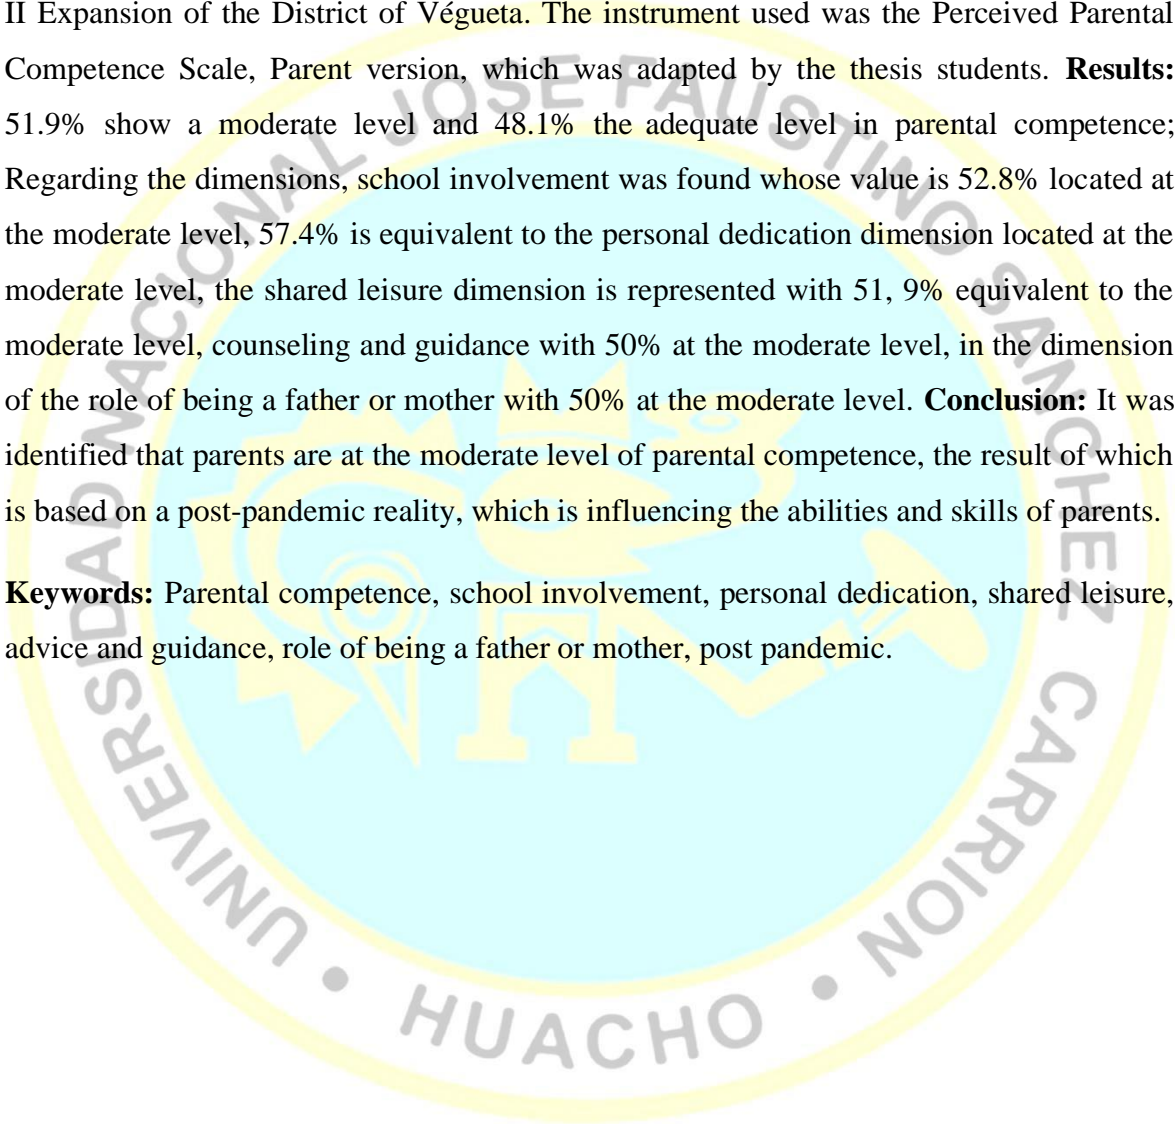 II Expansion of the District of Végueta. The instrument used was the Perceived Parental
Competence Scale, Parent version, which was adapted by the thesis students. Results:
51.9% show a moderate level and 48.1% the adequate level in parental competence;
Regarding the dimensions, school involvement was found whose value is 52.8% located at
the moderate level, 57.4% is equivalent to the personal dedication dimension located at the
moderate level, the shared leisure dimension is represented with 51, 9% equivalent to the
moderate level, counseling and guidance with 50% at the moderate level, in the dimension
of the role of being a father or mother with 50% at the moderate level. Conclusion: It was
identified that parents are at the moderate level of parental competence, the result of which
is based on a post-pandemic reality, which is influencing the abilities and skills of parents.
Keywords: Parental competence, school involvement, personal dedication, shared leisure,
advice and guidance, role of being a father or mother, post pandemic.
UNIVERSIDAD NACIONAL JOSE FAUSTINO SANCHEZ CARRION
• HUACHO •